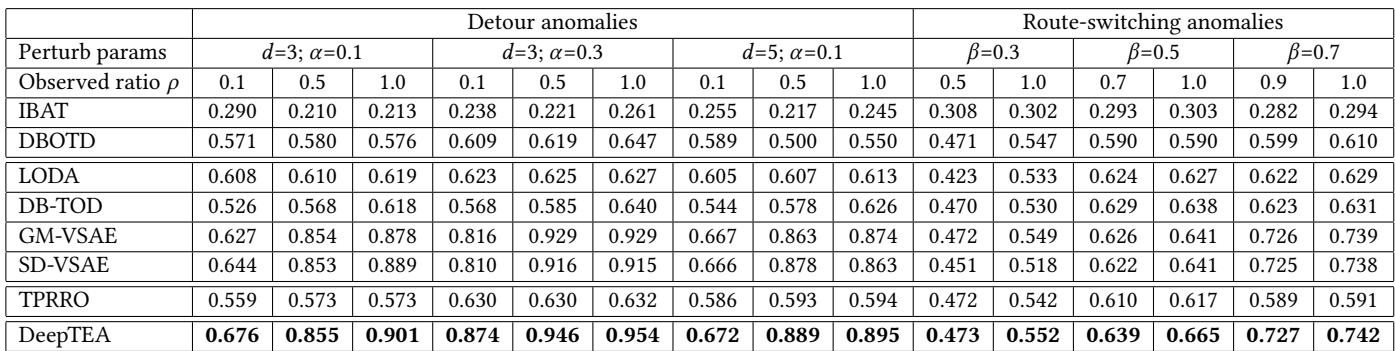 Detour anomalies Route-switching anomalies
Perturb params d=3; α=0.1 d=3; α=0.3 d=5; α=0.1 β=0.3 β=0.5 β=0.7
Observed ratio ρ 0.1 0.5 1.0 0.1 0.5 1.0 0.1 0.5 1.0 0.5 1.0 0.7 1.0 0.9 1.0
IBAT 0.290 0.210 0.213 0.238 0.221 0.261 0.255 0.217 0.245 0.308 0.302 0.293 0.303 0.282 0.294
DBOTD 0.571 0.580 0.576 0.609 0.619 0.647 0.589 0.500 0.550 0.471 0.547 0.590 0.590 0.599 0.610
LODA 0.608 0.610 0.619 0.623 0.625 0.627 0.605 0.607 0.613 0.423 0.533 0.624 0.627 0.622 0.629
DB-TOD 0.526 0.568 0.618 0.568 0.585 0.640 0.544 0.578 0.626 0.470 0.530 0.629 0.638 0.623 0.631
GM-VSAE 0.627 0.854 0.878 0.816 0.929 0.929 0.667 0.863 0.874 0.472 0.549 0.626 0.641 0.726 0.739
SD-VSAE 0.644 0.853 0.889 0.810 0.916 0.915 0.666 0.878 0.863 0.451 0.518 0.622 0.641 0.725 0.738
TPRRO 0.559 0.573 0.573 0.630 0.630 0.632 0.586 0.593 0.594 0.472 0.542 0.610 0.617 0.589 0.591
DeepTEA 0.676 0.855 0.901 0.874 0.946 0.954 0.672 0.889 0.895 0.473 0.552 0.639 0.665 0.727 0.742